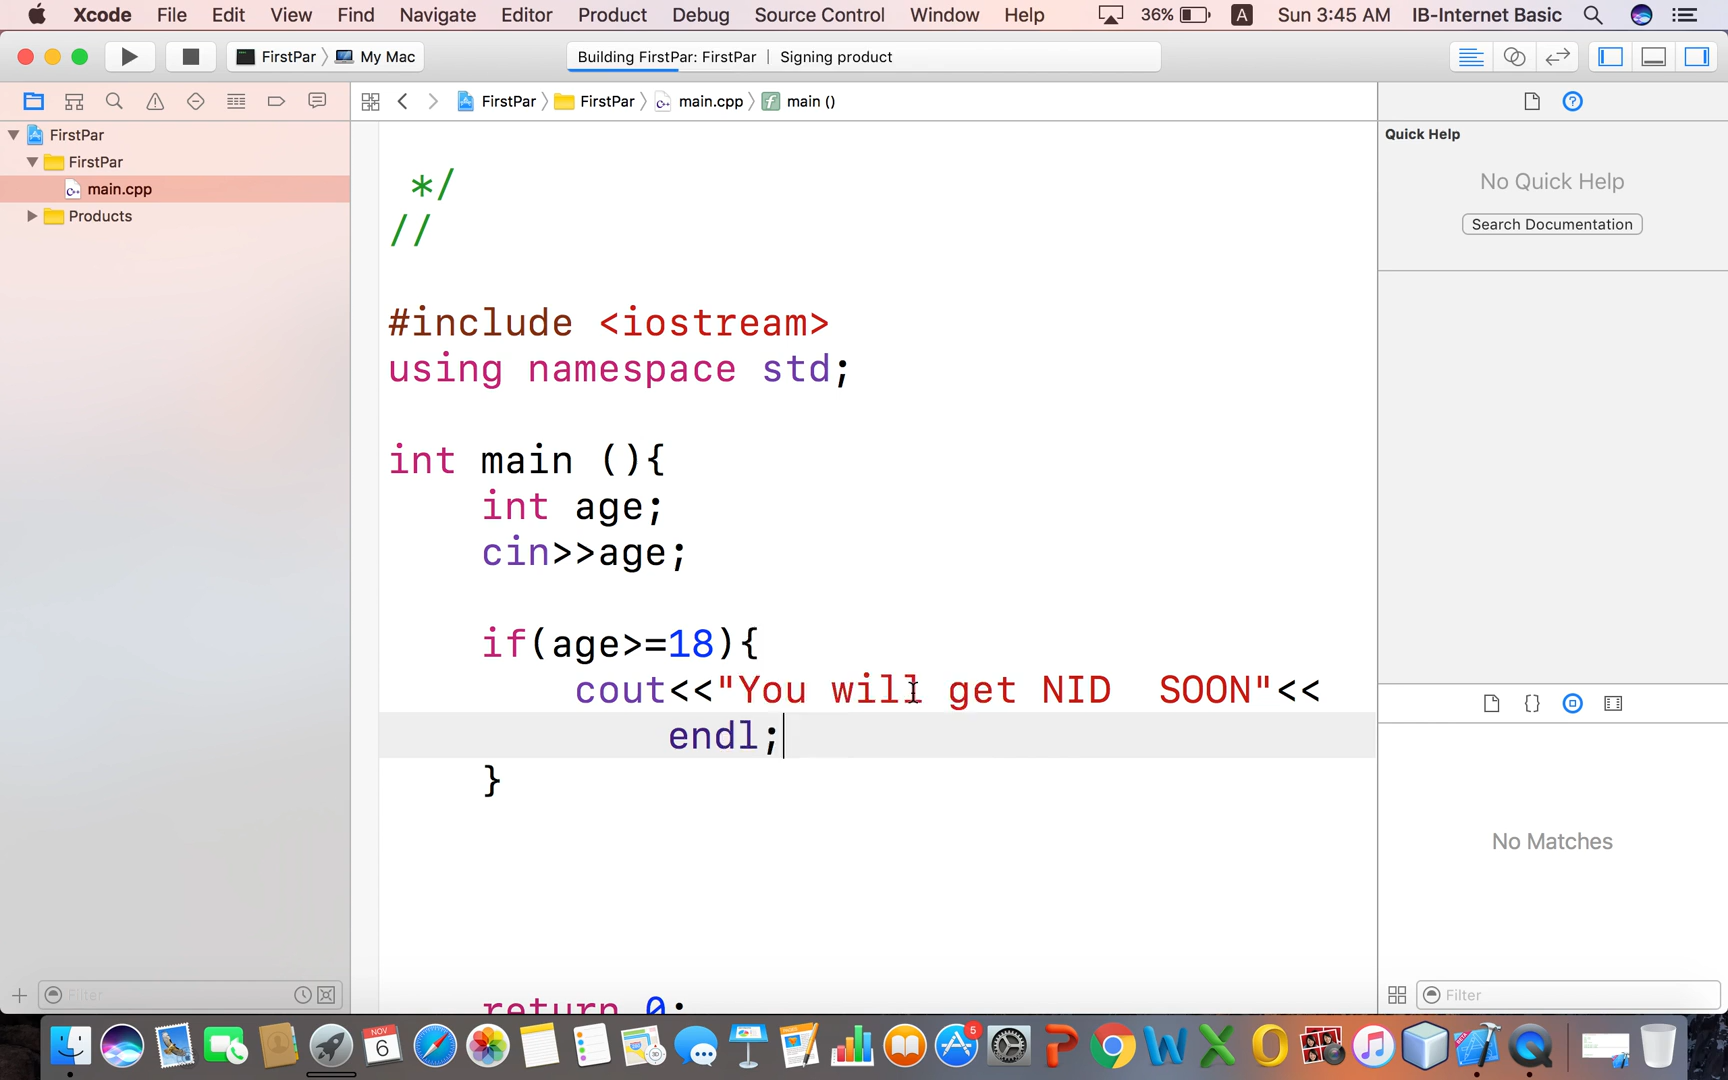 Xcode File Edit View Find Navigate Editor Product Debug Source Control Window Help 36% A Sun 3:45 AM IB-Internet Basic
FirstPar My Mac Building FirstPar: FirstPar | Signing product
FirstPar FirstPar main.cpp main ()
FirstPar
FirstPar
main.cpp
Products
*/
//
#include <iostream>
using namespace std;
int main (){
int age;
cin>>age;
if(age>=18){
cout<<"You will get NID  SOON"<<
endl;
}
return 0;
Quick Help
No Quick Help
Search Documentation
No Matches
Filter
Filter
NOV
6
5